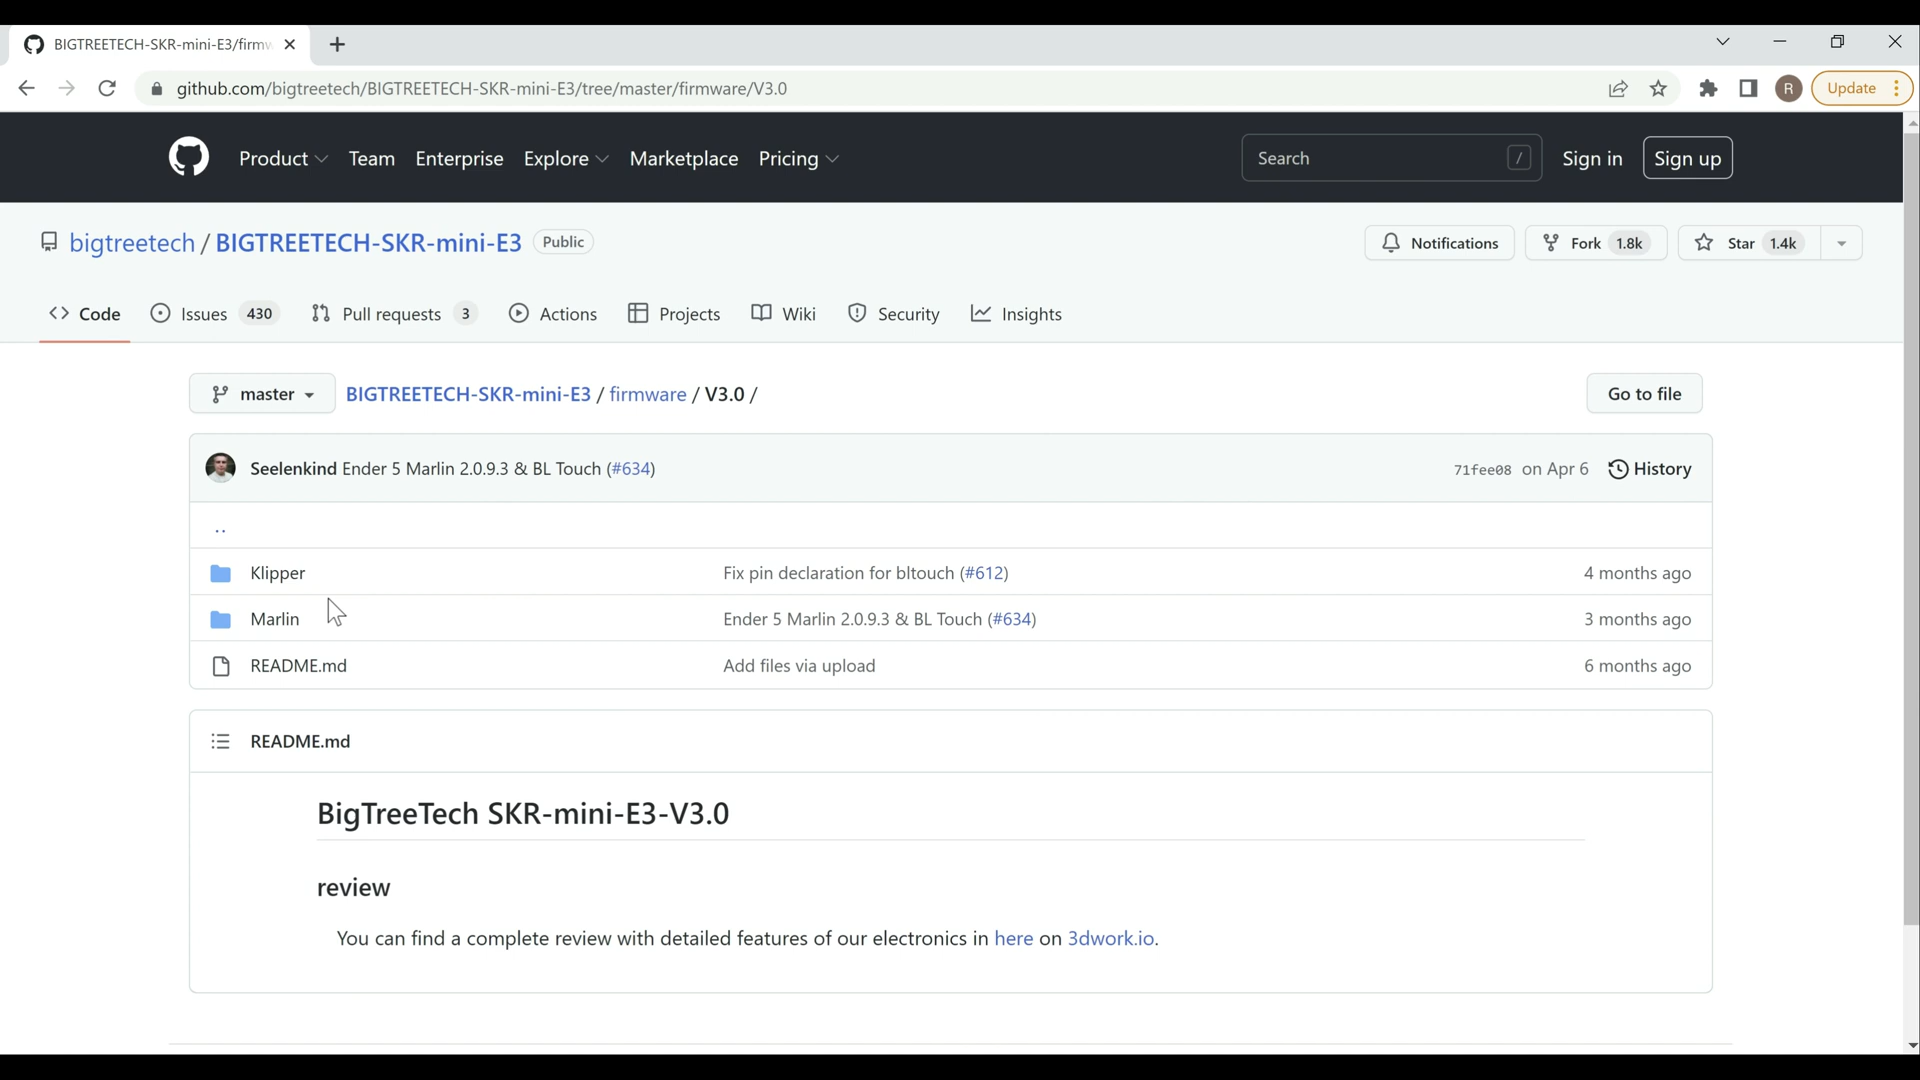 BIGTREETECH-SKR-mini-E3/firmw
github.com/bigtreetech/BIGTREETECH-SKR-mini-E3/tree/master/firmware/V3.0
R
Update
Product
Team
Enterprise
Explore
Marketplace
Pricing
Search
/
Sign in
Sign up
bigtreetech / BIGTREETECH-SKR-mini-E3 Public
Notifications
Fork 1.8k
Star 1.4k
<> Code
Issues 430
Pull requests 3
Actions
Projects
Wiki
Security
Insights
master
BIGTREETECH-SKR-mini-E3 / firmware / V3.0 /
Go to file
Seelenkind Ender 5 Marlin 2.0.9.3 & BL Touch (#634)
71fee08 on Apr 6
History
..
Klipper
Fix pin declaration for bltouch (#612)
4 months ago
Marlin
Ender 5 Marlin 2.0.9.3 & BL Touch (#634)
3 months ago
README.md
Add files via upload
6 months ago
README.md
BigTreeTech SKR-mini-E3-V3.0
review
You can find a complete review with detailed features of our electronics in here on 3dwork.io.